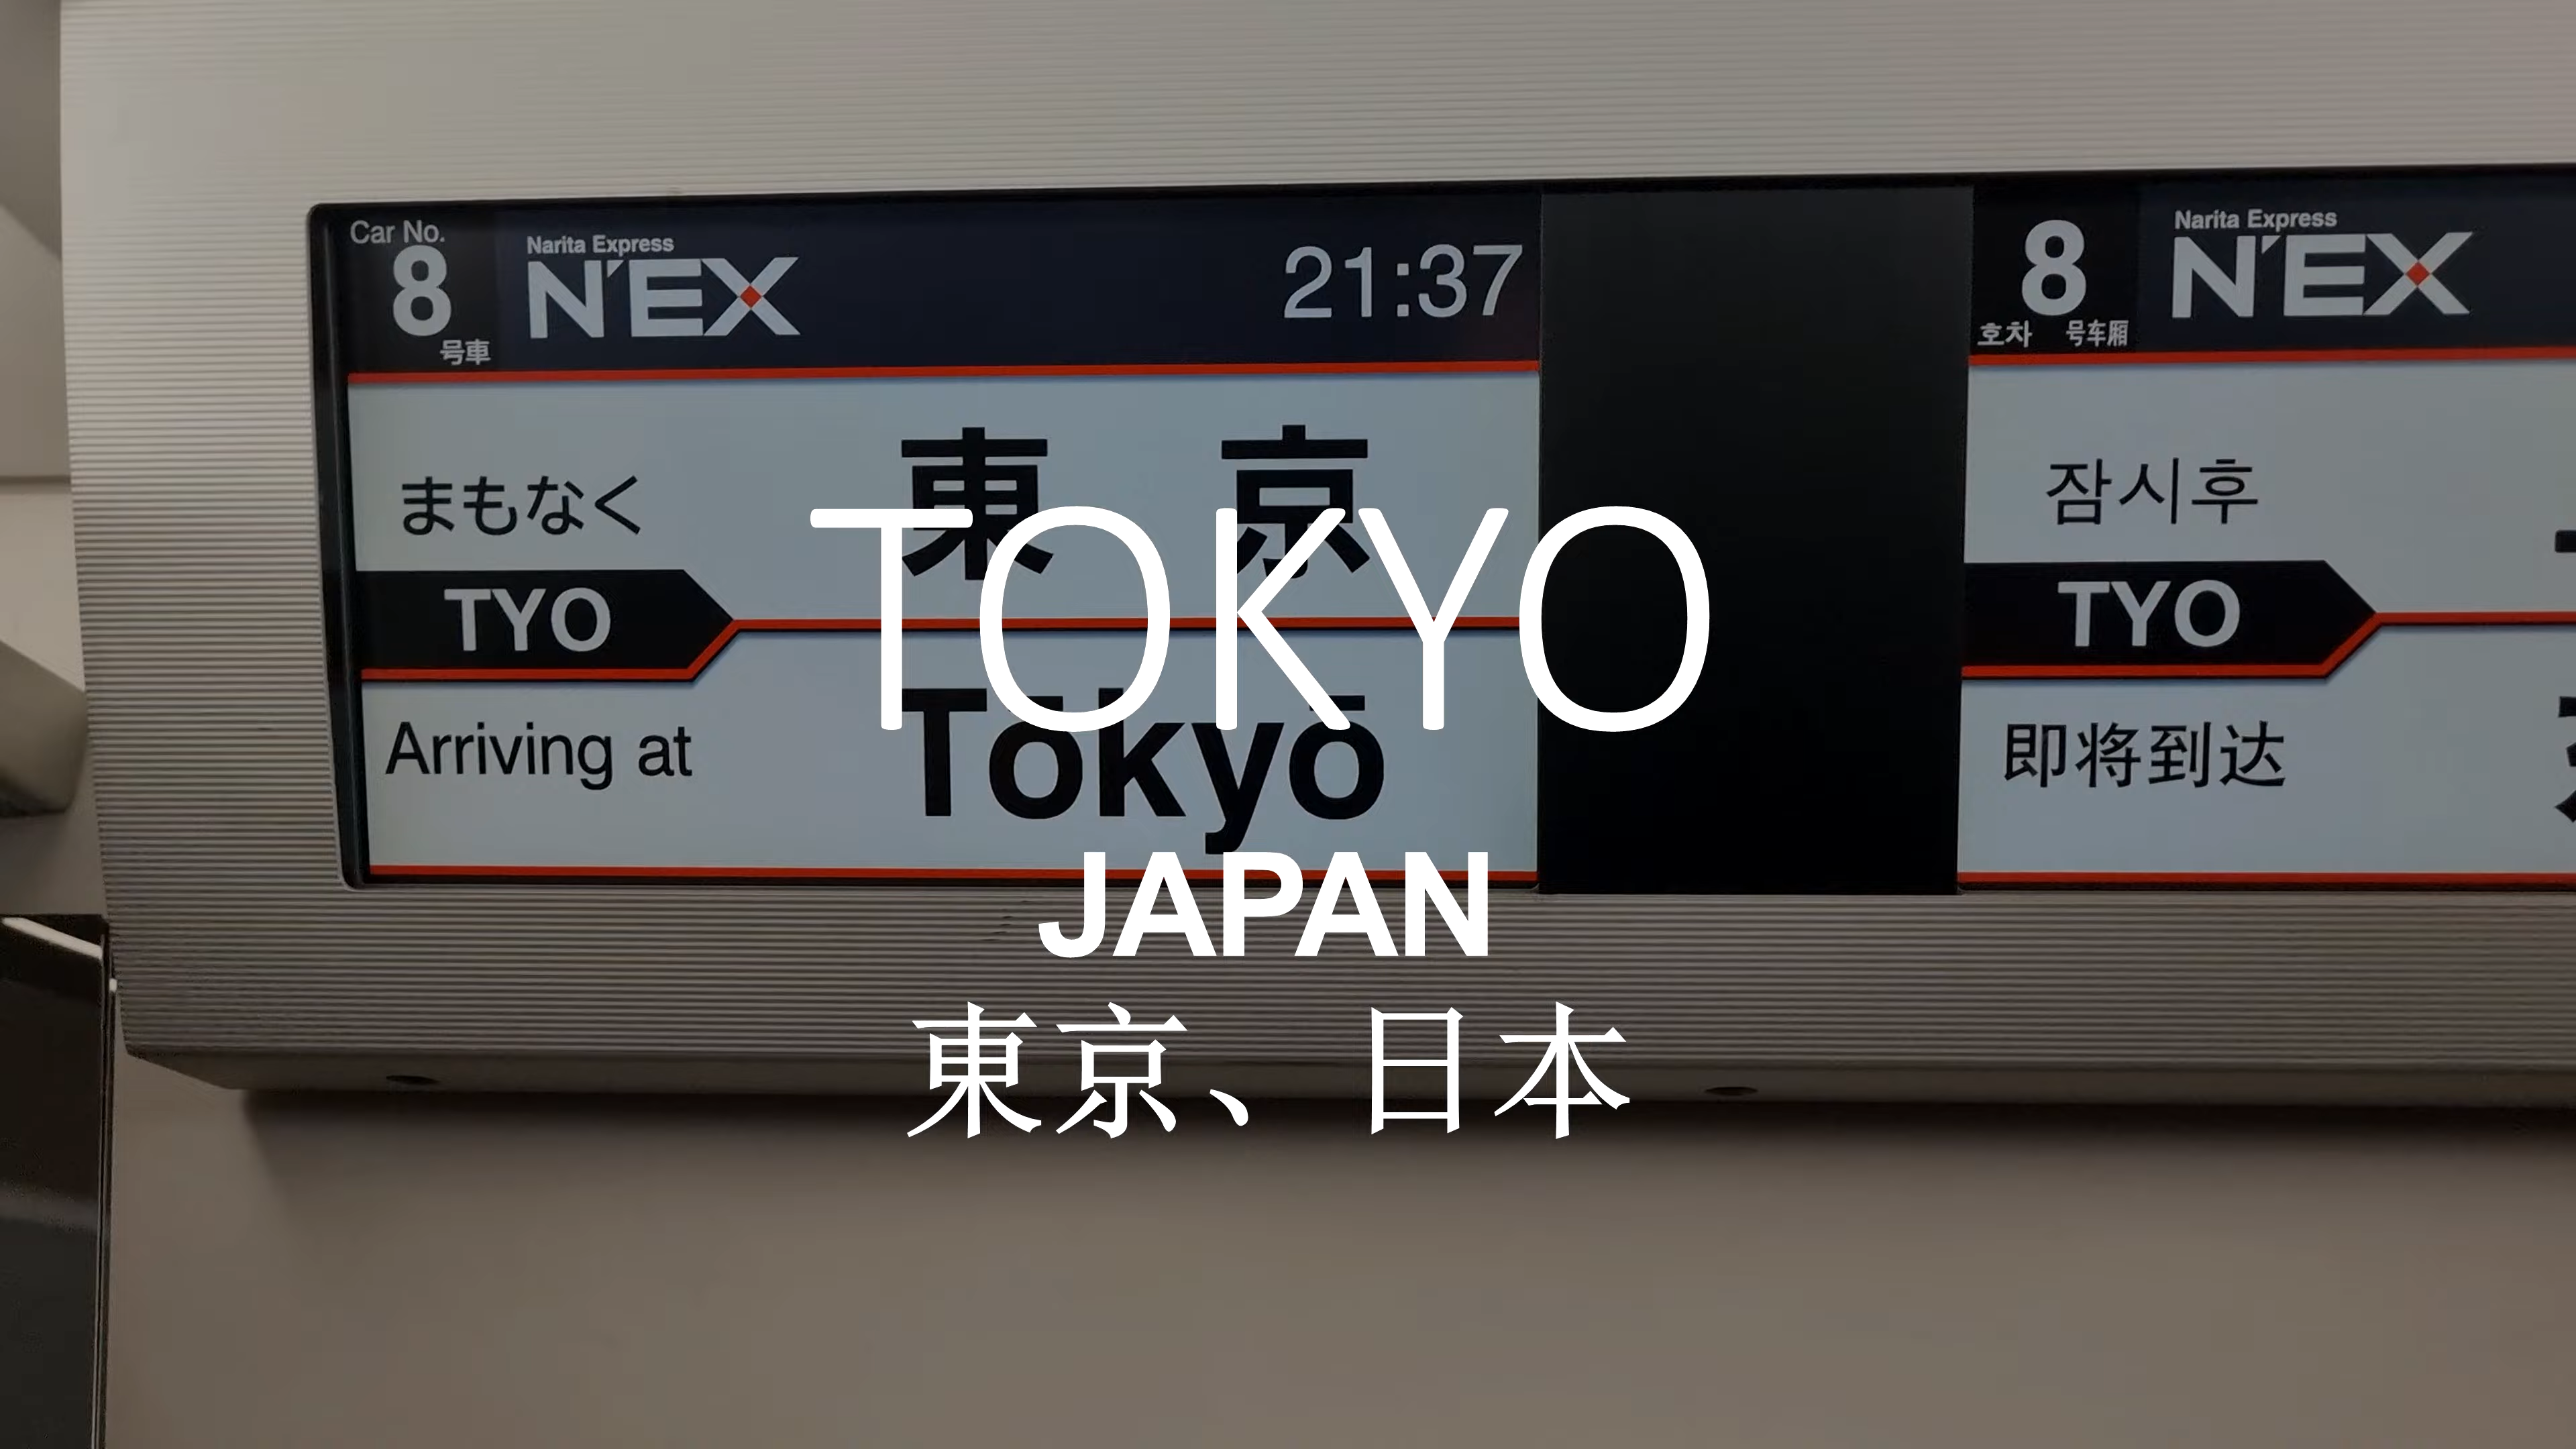 Car No.
8
号車
Narita Express
N'EX
21:37
まもなく
東京
TYO
Arriving at
Tōkyō
8
호차 号车厢
Narita Express
N'EX
잠시후
TYO
即将到达
TOKYO
JAPAN
東京、日本